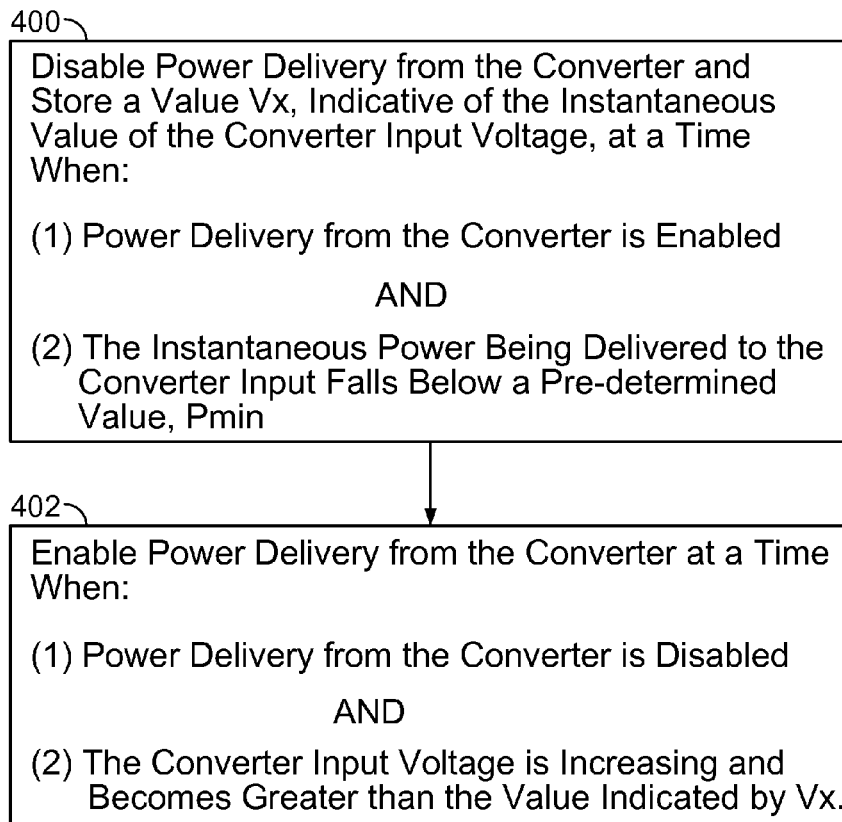 400
Disable Power Delivery from the Converter and
Store a Value Vx, Indicative of the Instantaneous
Value of the Converter Input Voltage, at a Time
When:
(1) Power Delivery from the Converter is Enabled
AND
(2) The Instantaneous Power Being Delivered to the
Converter Input Falls Below a Pre-determined
Value, Pmin
402
Enable Power Delivery from the Converter at a Time
When:
(1) Power Delivery from the Converter is Disabled
AND
(2) The Converter Input Voltage is Increasing and
Becomes Greater than the Value Indicated by Vx.